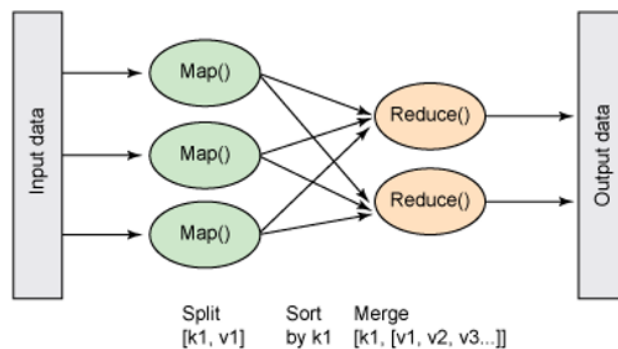 Input data
Map()
Map()
Map()
Reduce()
Reduce()
Output data
Split
[k1, v1]
Sort
by k1
Merge
[k1, [v1, v2, v3...]]